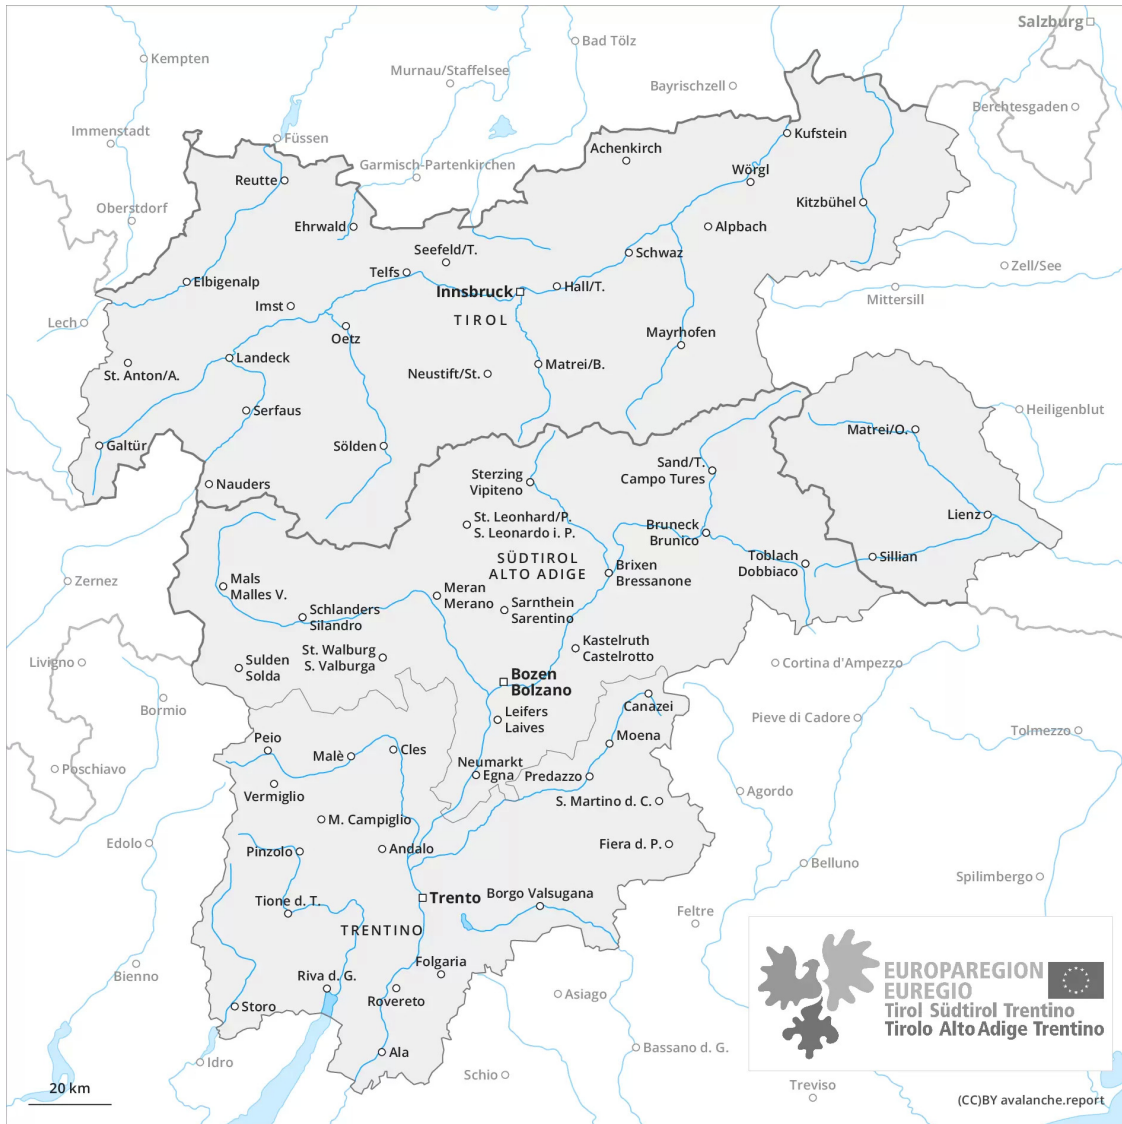 Salzburg
Bad Tölz
Kempten
Murnau/Staffelsee
Bayrischzell
Berchtesgaden
Immenstadt
Füssen
Kufstein
Achenkirch
Garmisch-Partenkirchen
Wörgl
Reutte
Kitzbühel
Oberstdorf
Ehrwald
Alpbach
Seefeld/T.
Schwaz
Zell/See
Telfs
Elbigenalp
Innsbruck
Hall/T.
Mittersill
Imst
TIROL
Lech
Oetz
Mayrhofen
Landeck
Matrei/B.
St. Anton/A.
Neustift/St.
Serfaus
Heiligenblut
Matrei/O.
Galtür
Sölden
Sand/T.
Campo Tures
Sterzing
Vipiteno
Nauders
Lienz
St. Leonhard/P.
S. Leonardo i. P.
Bruneck
Brunico
SÜDTIROL
ALTO ADIGE
Toblach
Dobbiaco
Sillian
Brixen
Bressanone
Zernez
Mals
Malles V.
Meran
Merano
Sarnthein
Sarentino
Schlanders
Silandro
Kastelruth
Castelrotto
St. Walburg
S. Valburga
Livigno
Sulden
Solda
Cortina d'Ampezzo
Bozen
Bolzano
Bormio
Canazei
Leifers
Laives
Pieve di Cadore
Tolmezzo
Peio
Moena
Malè
Cles
Poschiavo
Neumarkt
Egna
Predazzo
Vermiglio
Agordo
S. Martino d. C.
M. Campiglio
Edolo
Fiera d. P.
Pinzolo
Andalo
Belluno
Spilimbergo
Tione d. T.
Trento
Borgo Valsugana
Feltre
TRENTINO
Folgaria
Bienno
Riva d. G.
Rovereto
Asiago
Storo
EUROPAREGION
EUREGIO
Tirol Südtirol Trentino
Tirolo Alto Adige Trentino
Ala
Idro
Bassano d. G.
Schio
20 km
Treviso
(CC)BY avalanche.report